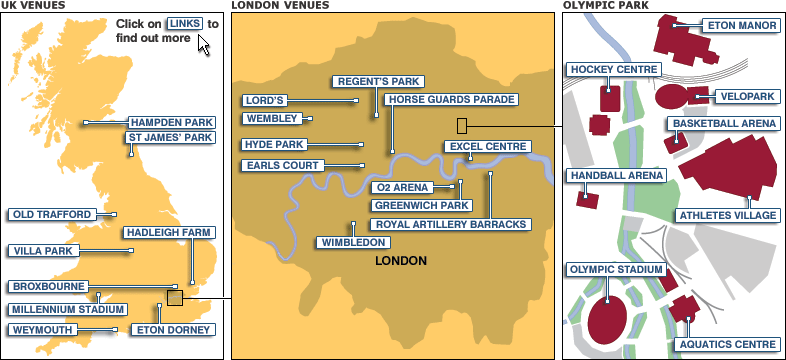 UK VENUES
Click on LINKS to
find out more
HAMPDEN PARK
ST JAMES' PARK
OLD TRAFFORD
HADLEIGH FARM
VILLA PARK
BROXBOURNE
MILLENNIUM STADIUM
WEYMOUTH
ETON DORNEY
LONDON VENUES
REGENT'S PARK
LORD'S
HORSE GUARDS PARADE
WEMBLEY
HYDE PARK
EXCEL CENTRE
EARLS COURT
O2 ARENA
GREENWICH PARK
ROYAL ARTILLERY BARRACKS
WIMBLEDON
LONDON
OLYMPIC PARK
ETON MANOR
HOCKEY CENTRE
VELOPARK
BASKETBALL ARENA
HANDBALL ARENA
ATHLETES VILLAGE
OLYMPIC STADIUM
AQUATICS CENTRE